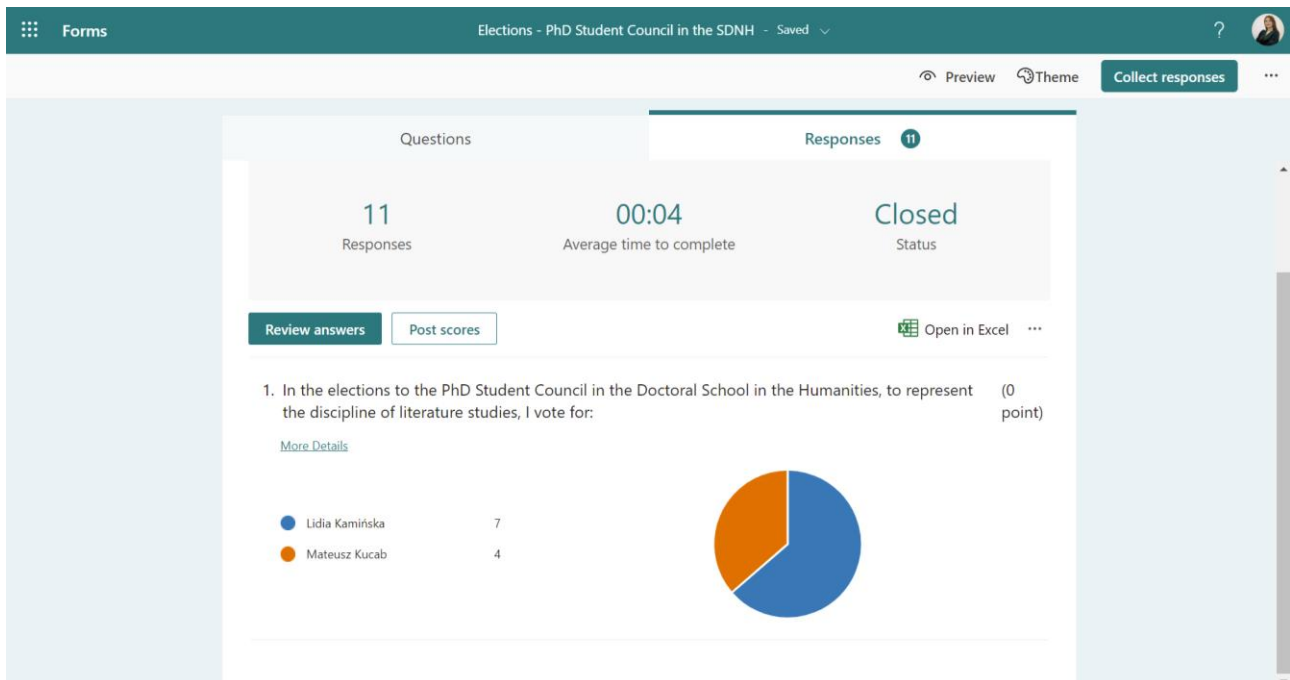 Forms
Elections - PhD Student Council in the SDNH - Saved
?
Preview
Theme
Collect responses
...
Questions
Responses 11
11
Responses
00:04
Average time to complete
Closed
Status
Review answers
Post scores
Open in Excel
...
1. In the elections to the PhD Student Council in the Doctoral School in the Humanities, to represent (0
the discipline of literature studies, I vote for: point)
More Details
Lidia Kamińska 7
Mateusz Kucab 4